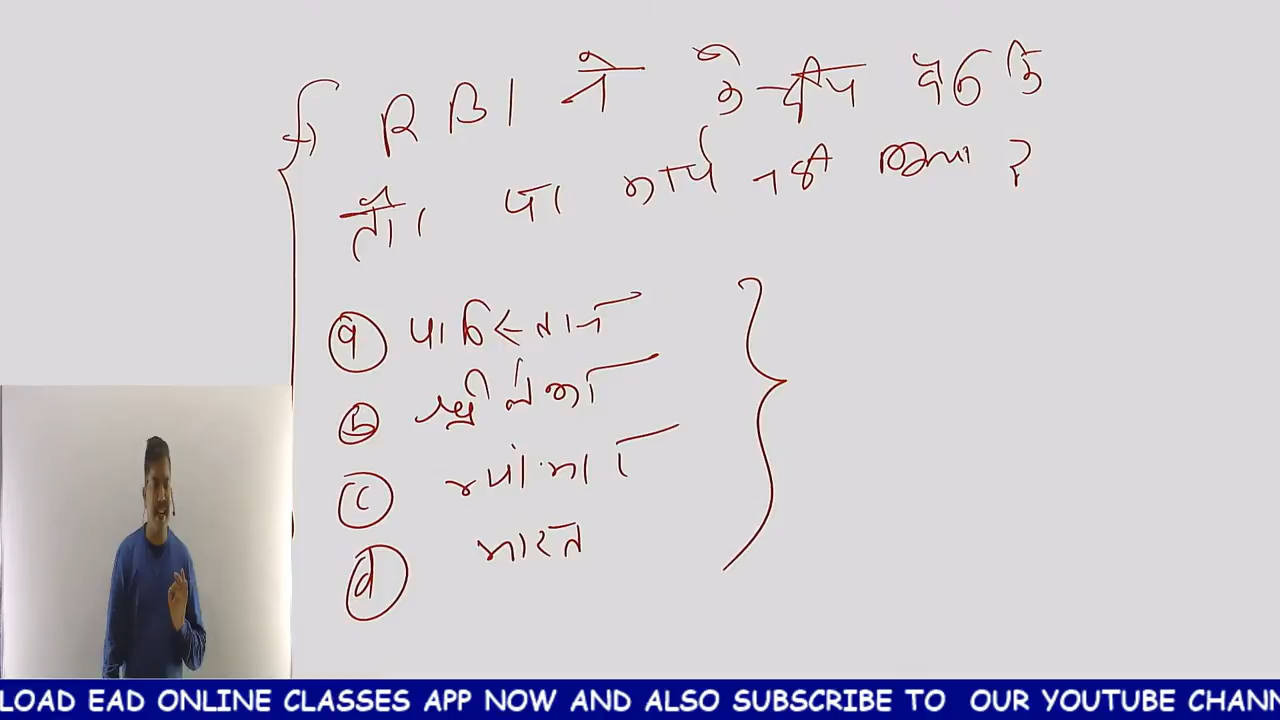 RBI ने केन्द्रीय बैंक के
तौर पर कार्य नहीं किया ?
(a) पाकिस्तान
(b) श्रीलंका
(c) म्यांमार
(d) भारत
LOAD EAD ONLINE CLASSES APP NOW AND ALSO SUBSCRIBE TO OUR YOUTUBE CHANN